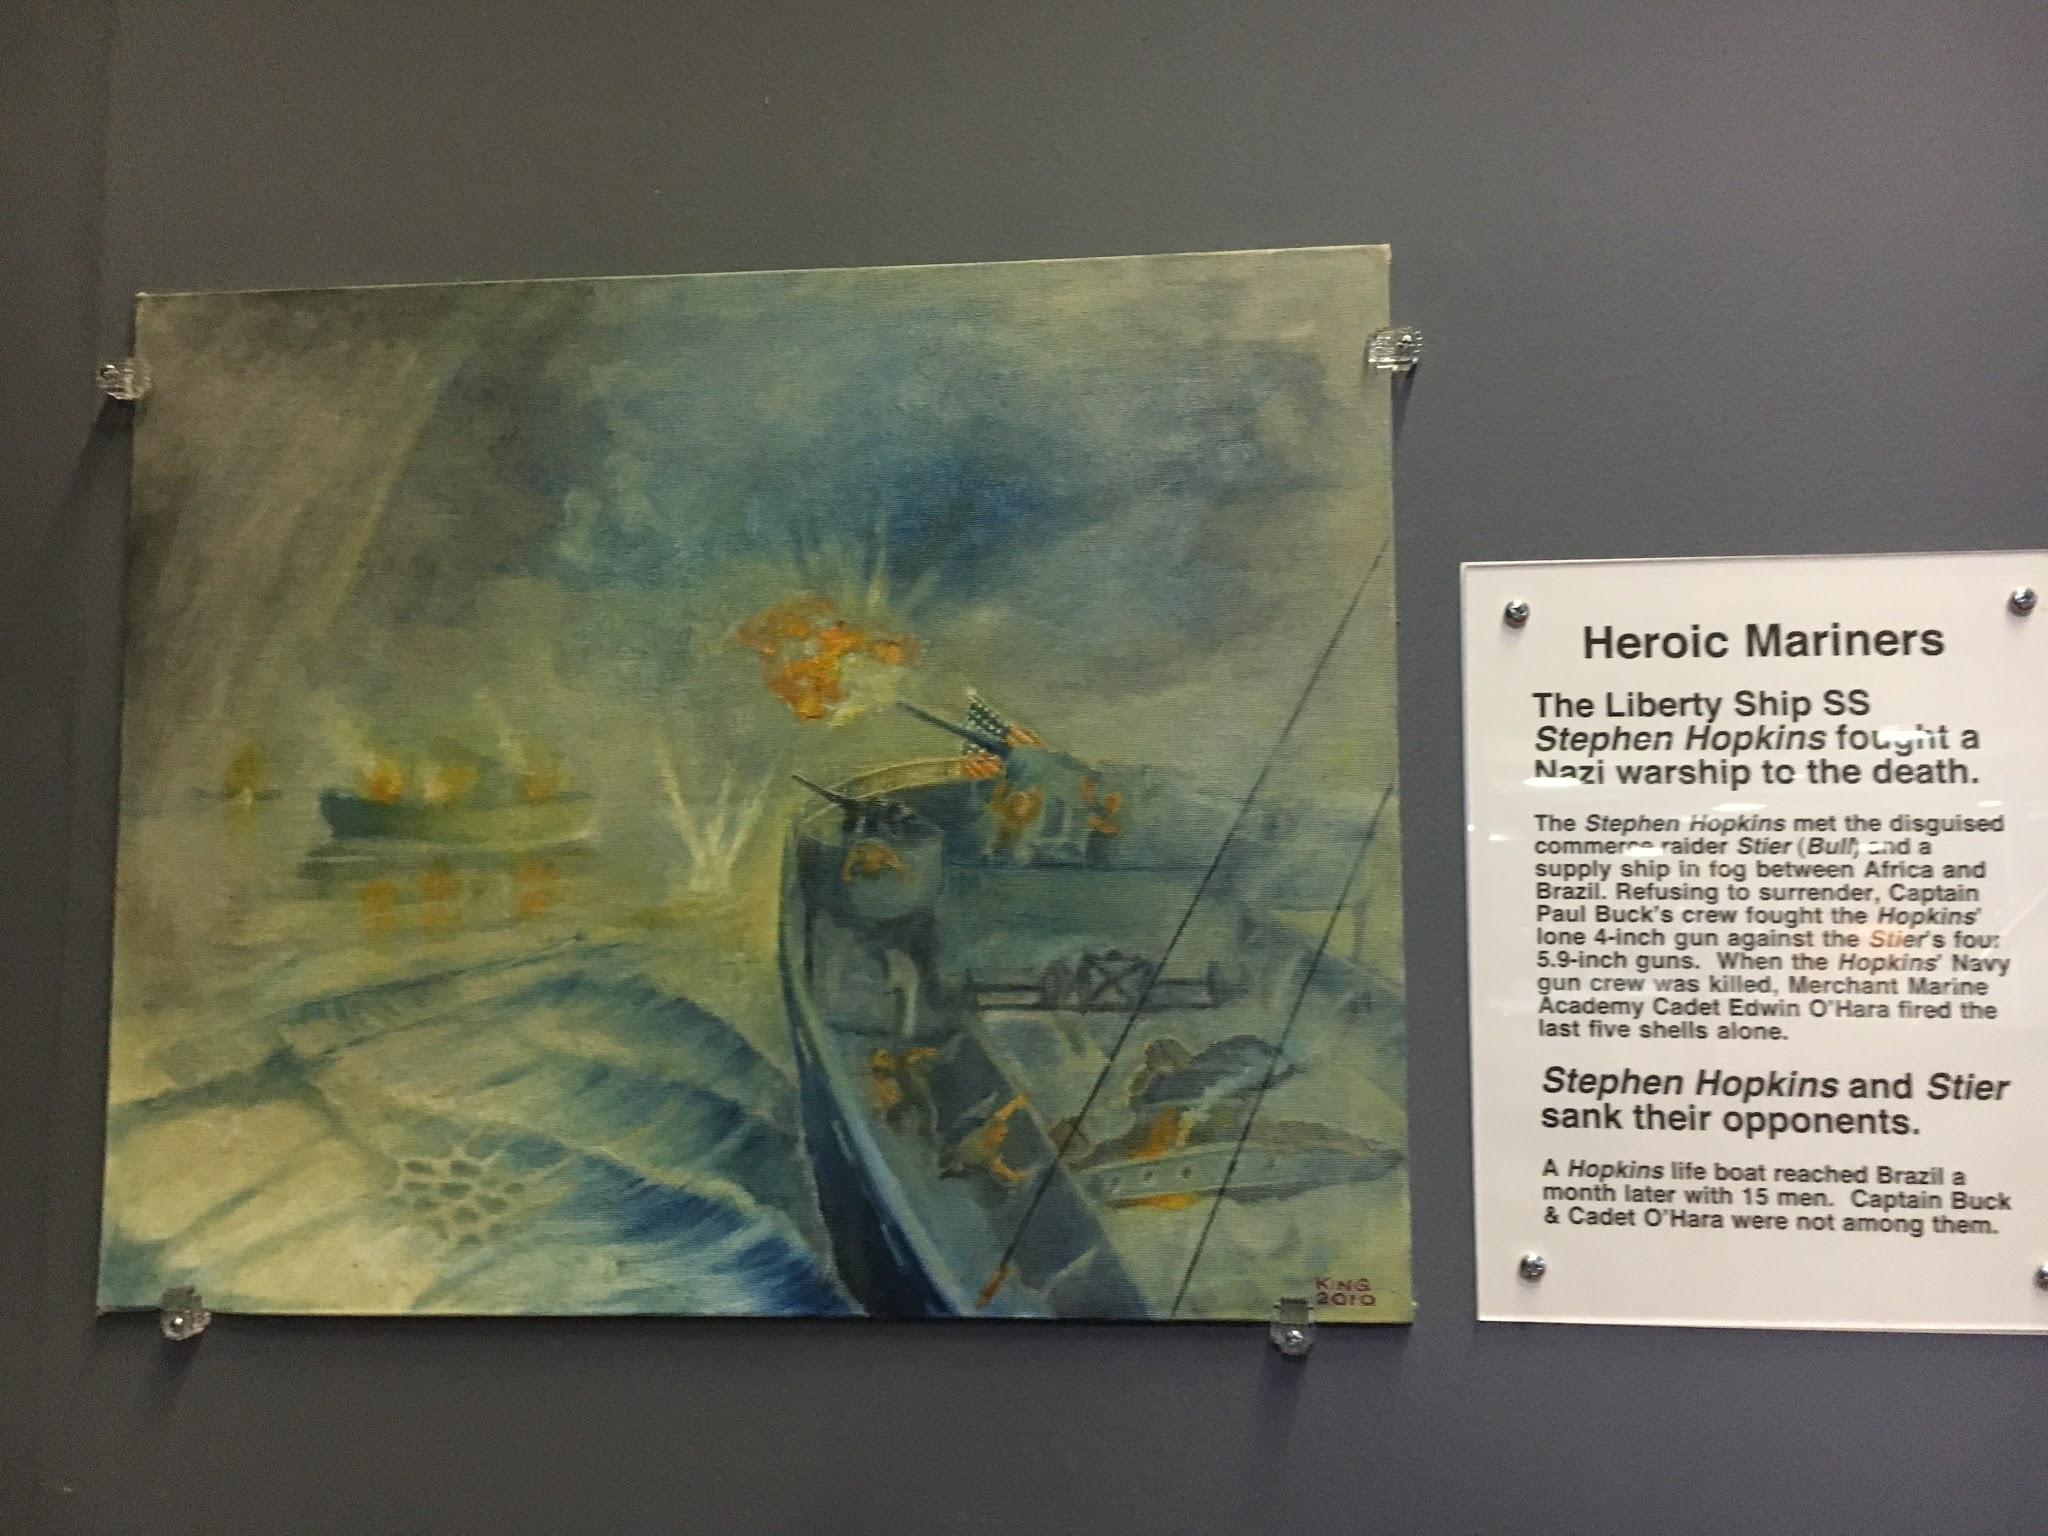 KING
2010
Heroic Mariners
The Liberty Ship SS
Stephen Hopkins fought a
Nazi warship to the death.
The Stephen Hopkins met the disguised
commerce raider Stier (Bull) and a
supply ship in fog between Africa and
Brazil. Refusing to surrender, Captain
Paul Buck's crew fought the Hopkins'
lone 4-inch gun against the Stier's four
5.9-inch guns. When the Hopkins' Navy
gun crew was killed, Merchant Marine
Academy Cadet Edwin O'Hara fired the
last five shells alone.
Stephen Hopkins and Stier
sank their opponents.
A Hopkins life boat reached Brazil a
month later with 15 men. Captain Buck
& Cadet O'Hara were not among them.